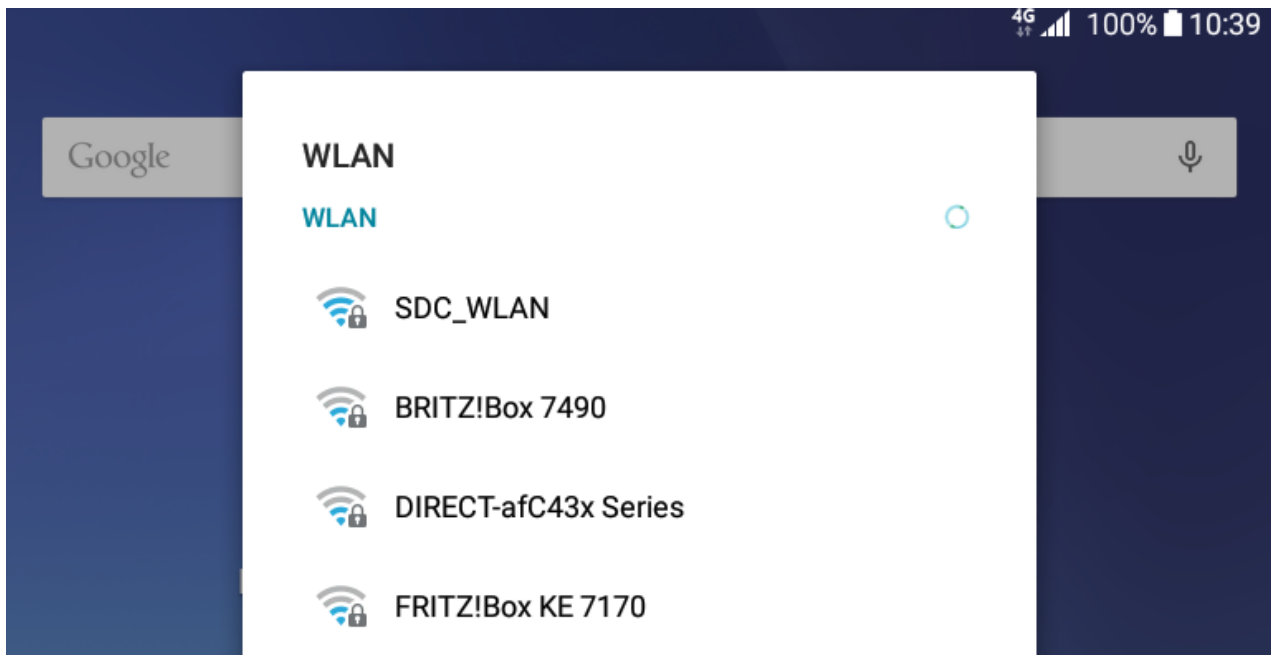 4G 100% 10:39
Google
WLAN
WLAN
SDC_WLAN
BRITZ!Box 7490
DIRECT-afC43x Series
FRITZ!Box KE 7170